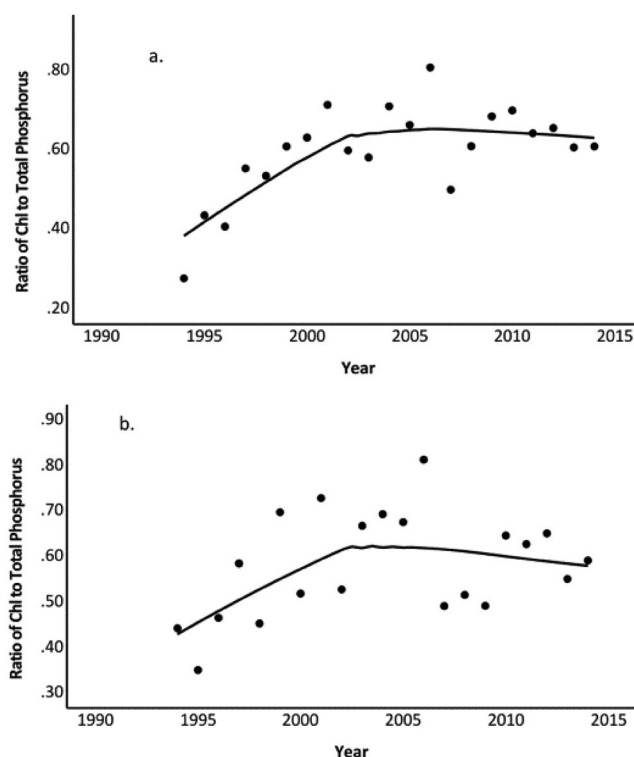 a.
.80
.60
.40
.20
Ratio of Chl to Total Phosphorus
1990 1995 2000 2005 2010 2015
Year
b.
.90
.80
.70
.60
.50
.40
.30
Ratio of Chl to Total Phosphorus
1990 1995 2000 2005 2010 2015
Year